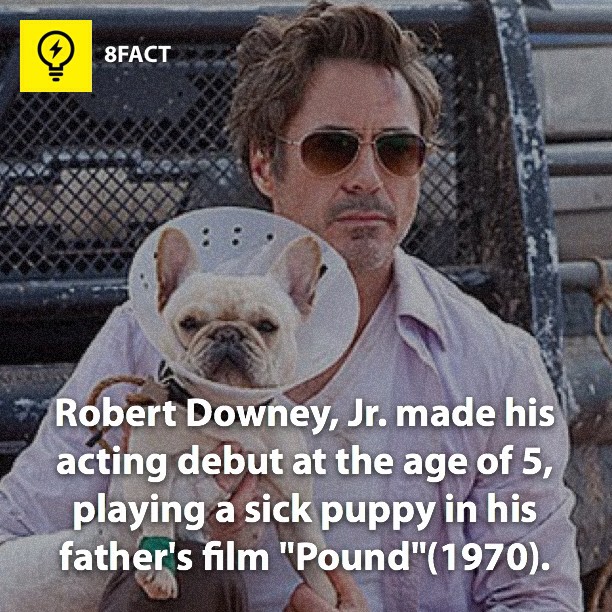 8FACT
Robert Downey, Jr. made his
acting debut at the age of 5,
playing a sick puppy in his
father's film "Pound"(1970).